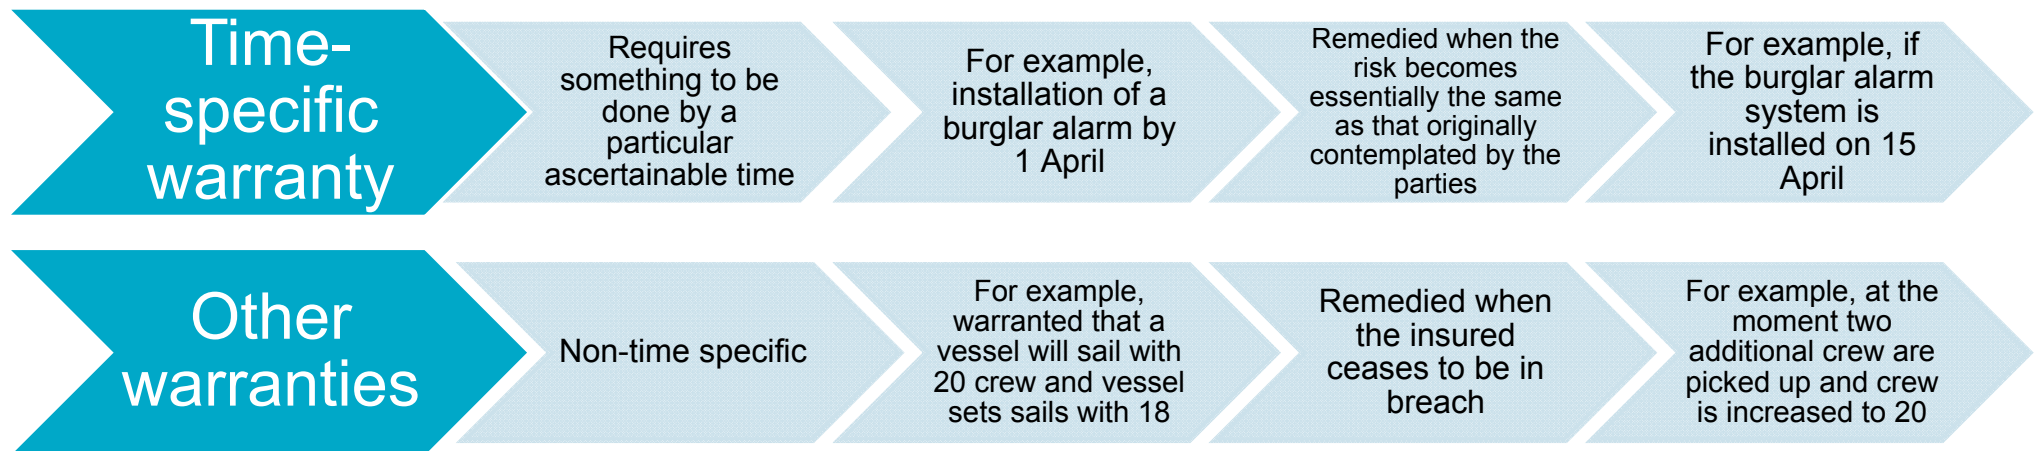 Time-
specific
warranty
Requires
something to be
done by a
particular
ascertainable time
For example,
installation of a
burglar alarm by
1 April
Remedied when the
risk becomes
essentially the same
as that originally
contemplated by the
parties
For example, if
the burglar alarm
system is
installed on 15
April
Other
warranties
Non-time specific
For example,
warranted that a
vessel will sail with
20 crew and vessel
sets sails with 18
Remedied when
the insured
ceases to be in
breach
For example, at the
moment two
additional crew are
picked up and crew
is increased to 20